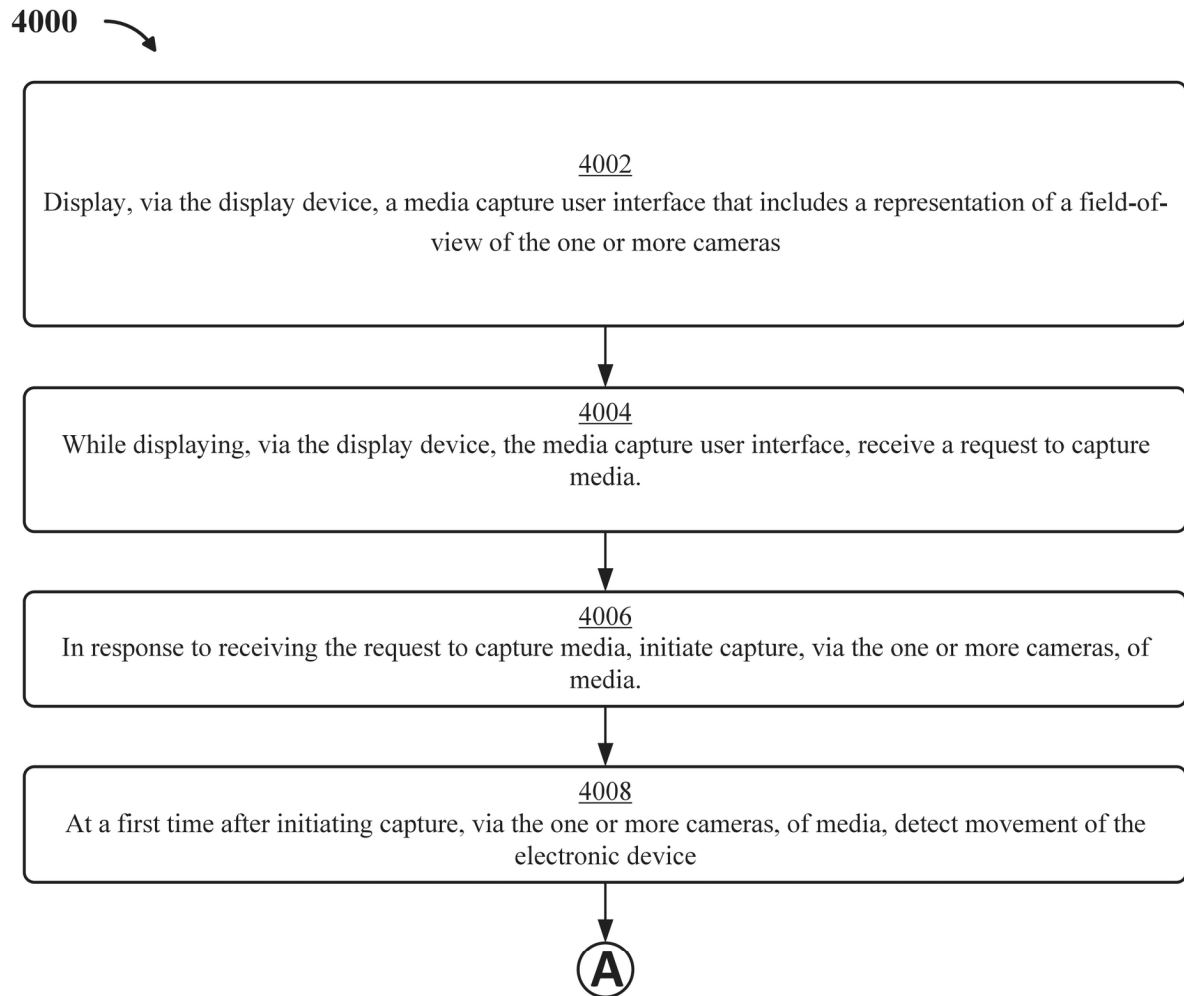 4000
4002
Display, via the display device, a media capture user interface that includes a representation of a field-of-
view of the one or more cameras
4004
While displaying, via the display device, the media capture user interface, receive a request to capture
media.
4006
In response to receiving the request to capture media, initiate capture, via the one or more cameras, of
media.
4008
At a first time after initiating capture, via the one or more cameras, of media, detect movement of the
electronic device
A